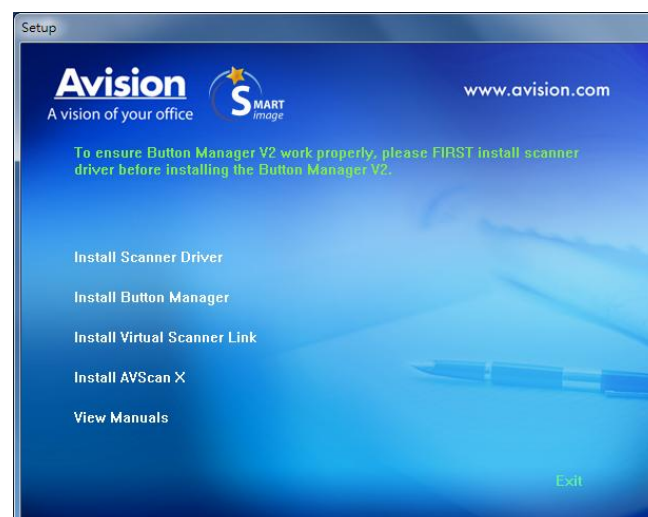 Setup
Avision
A vision of your office
SMART
image
www.avision.com
To ensure Button Manager V2 work properly, please FIRST install scanner
driver before installing the Button Manager V2.
Install Scanner Driver
Install Button Manager
Install Virtual Scanner Link
Install AVScan X
View Manuals
Exit